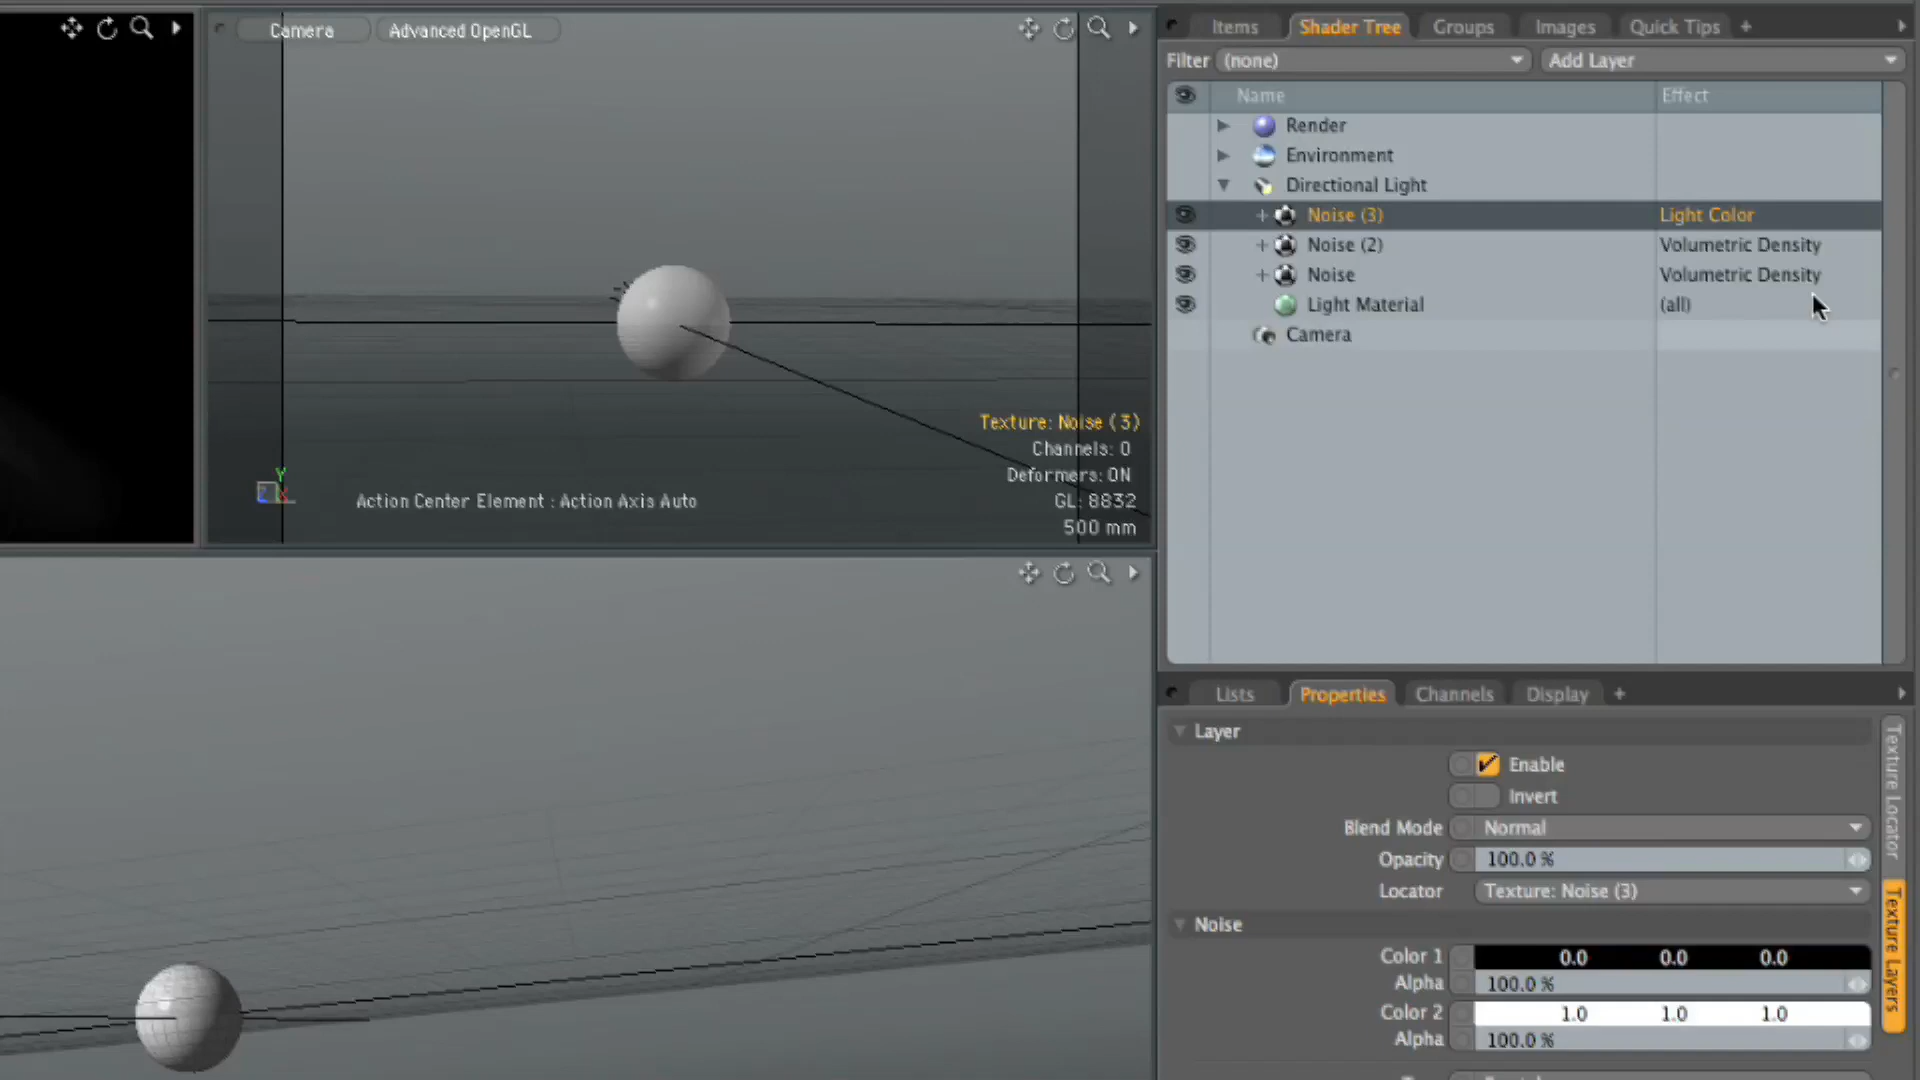 Camera
Advanced OpenGL
Texture: Noise (3)
Channels: 0
Deformers: ON
GL: 8832
500 mm
Y
Action Center Element : Action Axis Auto
Items
Shader Tree
Groups
Images
Quick Tips
+
Filter (none)
Add Layer
Name
Effect
Render
Environment
Directional Light
+ Noise (3)
Light Color
+ Noise (2)
Volumetric Density
+ Noise
Volumetric Density
Light Material
(all)
Camera
Lists
Properties
Channels
Display
+
Layer
Enable
Invert
Blend Mode Normal
Opacity 100.0 %
Locator Texture: Noise (3)
Noise
Color 1 0.0 0.0 0.0
Alpha 100.0 %
Color 2 1.0 1.0 1.0
Alpha 100.0 %
Texture Locator
Texture Layers